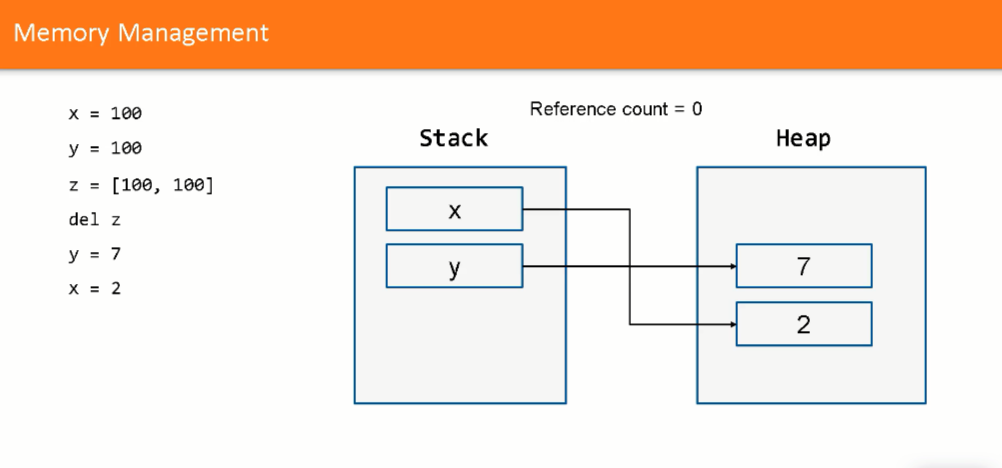 Memory Management
x = 100
y = 100
z = [100, 100]
del z
y = 7
x = 2
Reference count = 0
Stack
Heap
x
y
7
2